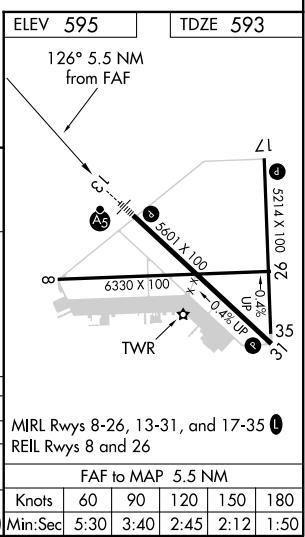 ELEV 595
TDZE 593
126° 5.5 NM
from FAF
13
A5
P
17
P
5601 X 100
5214 X 100
8
6330 X 100
26
0.4% UP
0.4%
UP
35
31
P
TWR
MIRL Rwys 8-26, 13-31, and 17-35 L
REIL Rwys 8 and 26
FAF to MAP 5.5 NM
Knots 60 90 120 150 180
Min:Sec 5:30 3:40 2:45 2:12 1:50